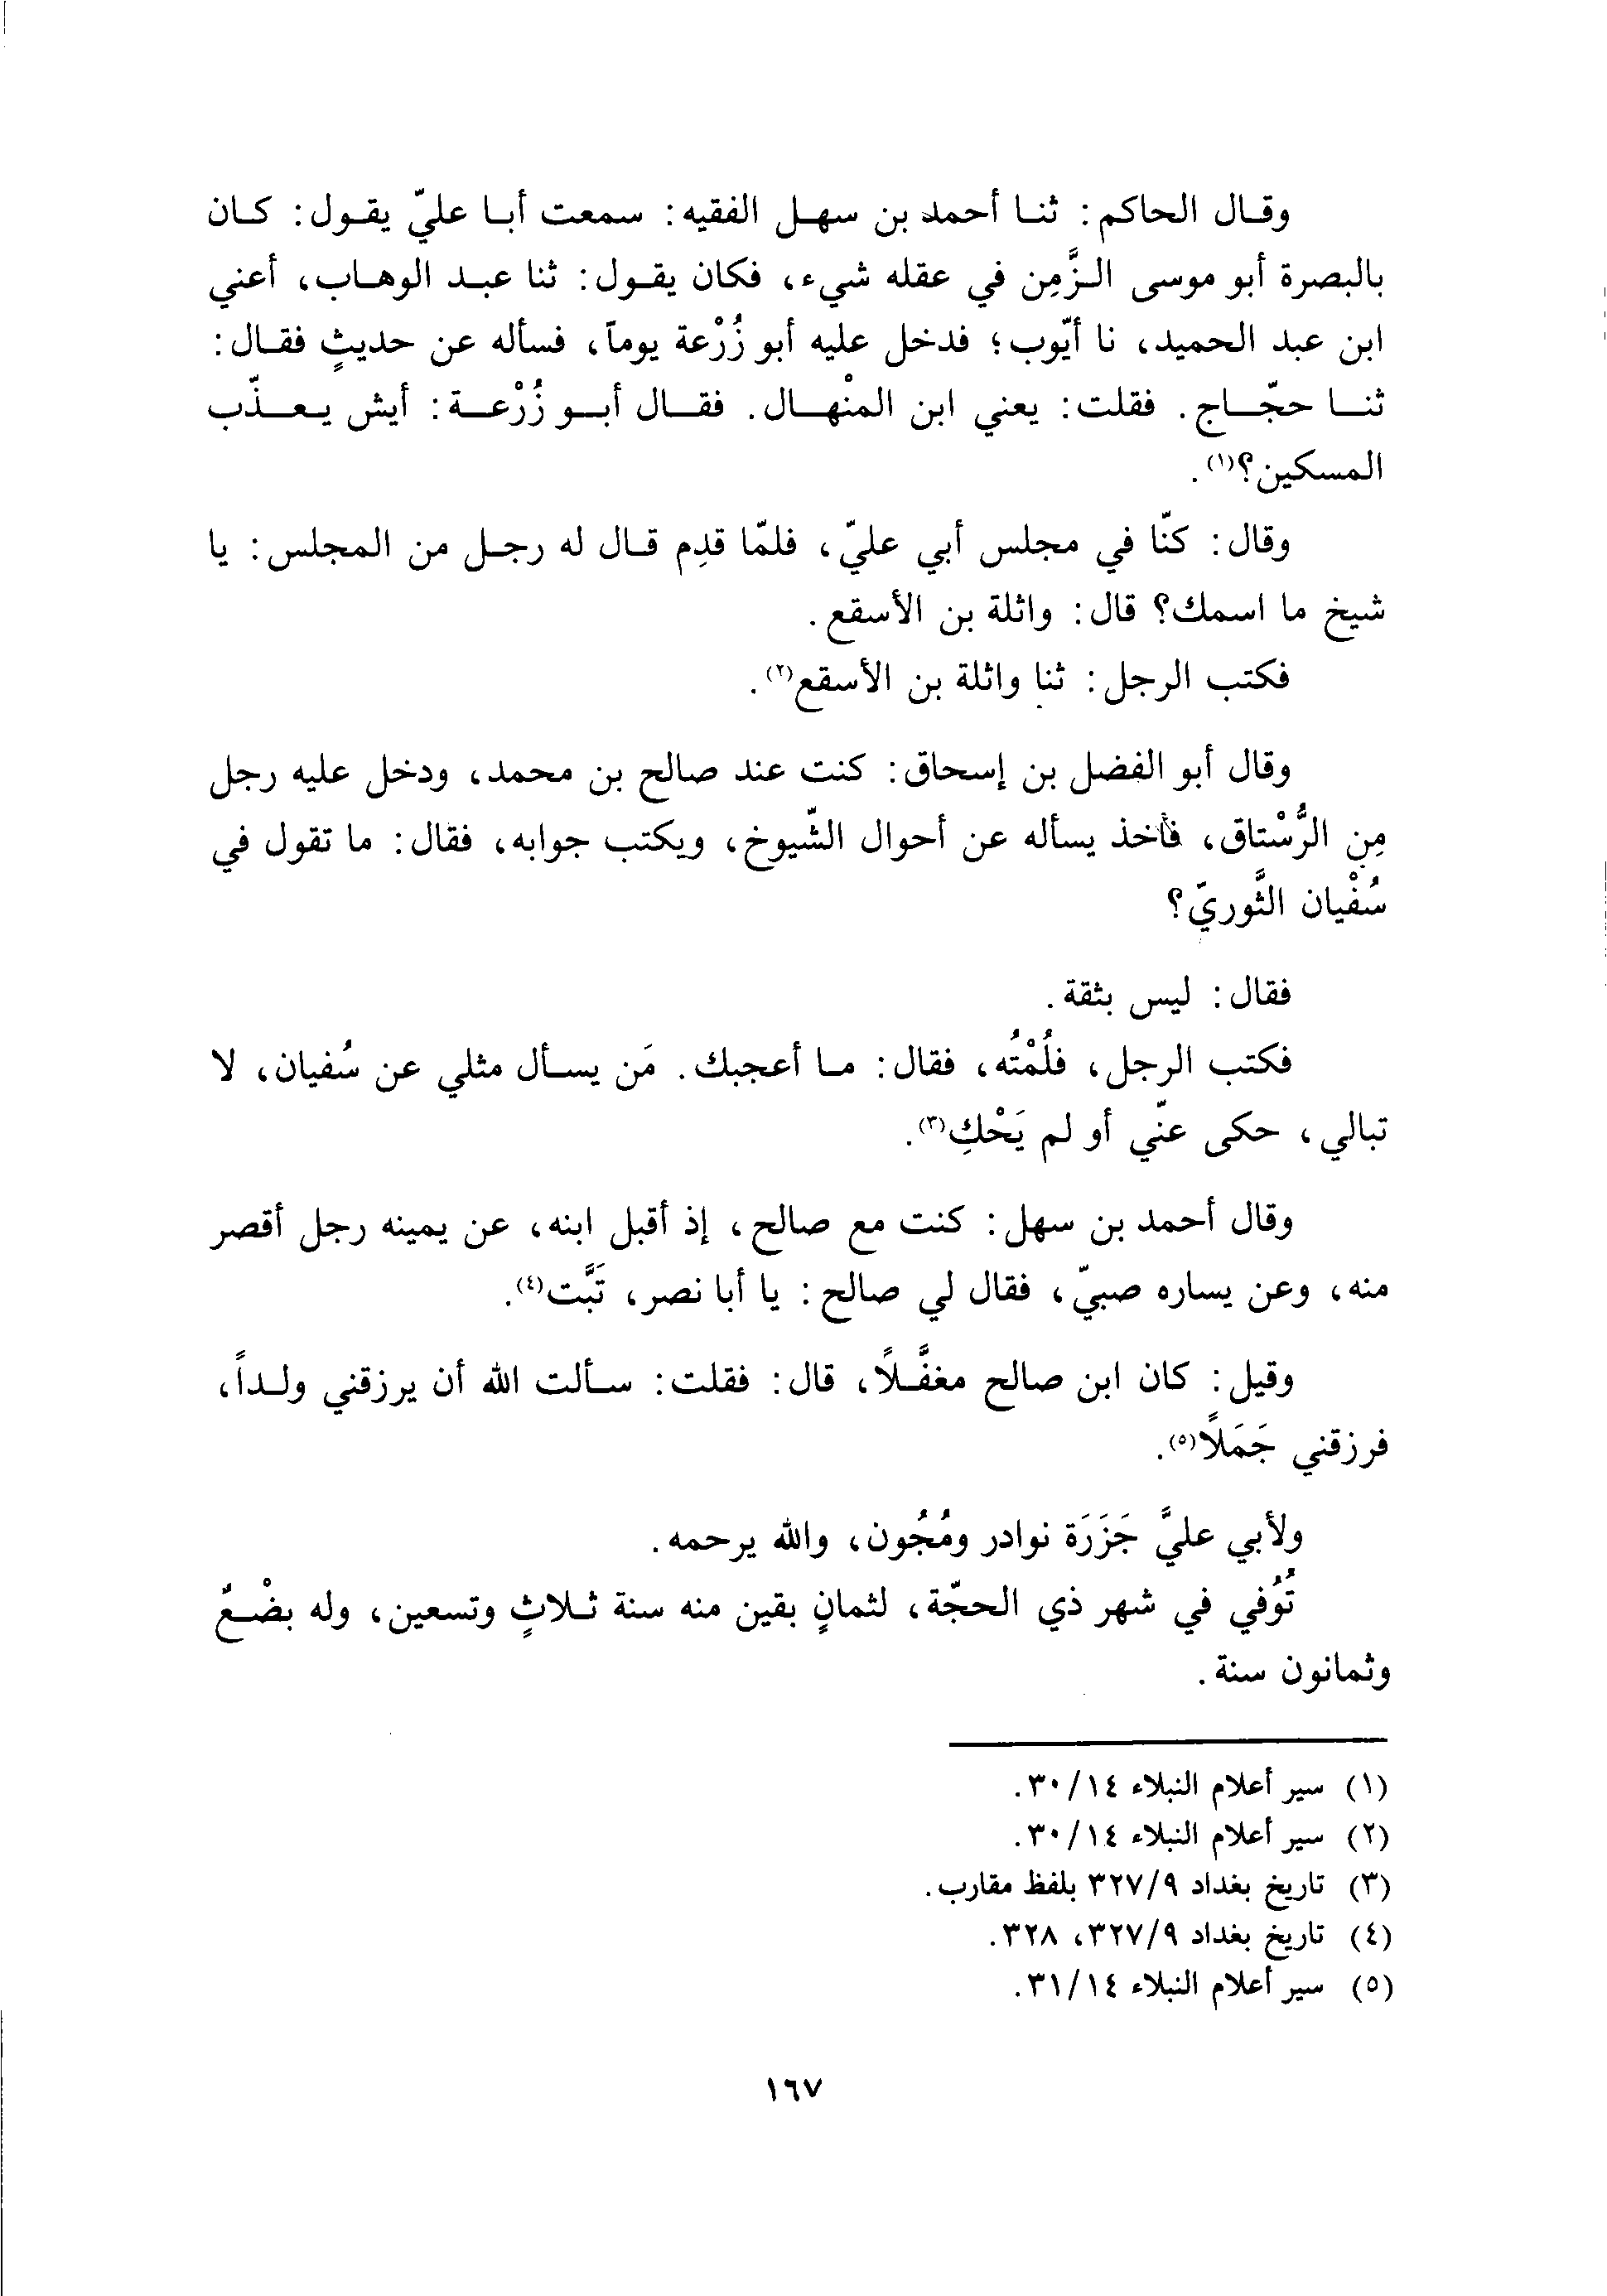 وقال الحاكم: ثنا أحمد بن سهل الفقيه: سمعت أبا عليّ يقول: كان
بالبصرة أبو موسى الزَّمِن في عقله شيء، فكان يقول: ثنا عبد الوهاب، أعني
ابن عبد الحميد، نا أيّوب؛ فدخل عليه أبو زُرْعة يوماً، فسأله عن حديثٍ فقال:
ثنا حجّاج. فقلت: يعني ابن المنْهال. فقال أبو زُرْعة: أيش يعذّب
المسكين؟(١).
وقال: كنّا في مجلس أبي عليّ، فلمّا قدِم قال له رجل من المجلس: يا
شيخ ما اسمك؟ قال: واثلة بن الأسقع.
فكتب الرجل: ثنا واثلة بن الأسقع(٢).
وقال أبو الفضل بن إسحاق: كنت عند صالح بن محمد، ودخل عليه رجل
مِن الرُّسْتاق، فأخذ يسأله عن أحوال الشّيوخ، ويكتب جوابه، فقال: ما تقول في
سُفْيان الثَّوريّ؟
فقال: ليس بثقة.
فكتب الرجل، فلُمْتُه، فقال: ما أعجبك. مَن يسأل مثلي عن سُفيان، لا
تبالي، حكى عنّي أو لم يَحْكِ(٣).
وقال أحمد بن سهل: كنت مع صالح، إذ أقبل ابنه، عن يمينه رجل أقصر
منه، وعن يساره صبيّ، فقال لي صالح: يا أبا نصر، تَبَّت(٤).
وقيل: كان ابن صالح مغفَّلًا، قال: فقلت: سألت الله أن يرزقني ولداً،
فرزقني جَمَلاً(٥).
ولأبي عليَّ جَزَرَة نوادر ومُجُون، والله يرحمه.
تُوُفي في شهر ذي الحجّة، لثمانٍ بقين منه سنة ثلاثٍ وتسعين، وله بضْعٌ
وثمانون سنة.
(١) سير أعلام النبلاء ٣٠/١٤.
(٢) سير أعلام النبلاء ٣٠/١٤.
(٣) تاريخ بغداد ٣٢٧/٩ بلفظ مقارب.
(٤) تاريخ بغداد ٣٢٧/٩، ٣٢٨.
(٥) سير أعلام النبلاء ٣١/١٤.
١٦٧